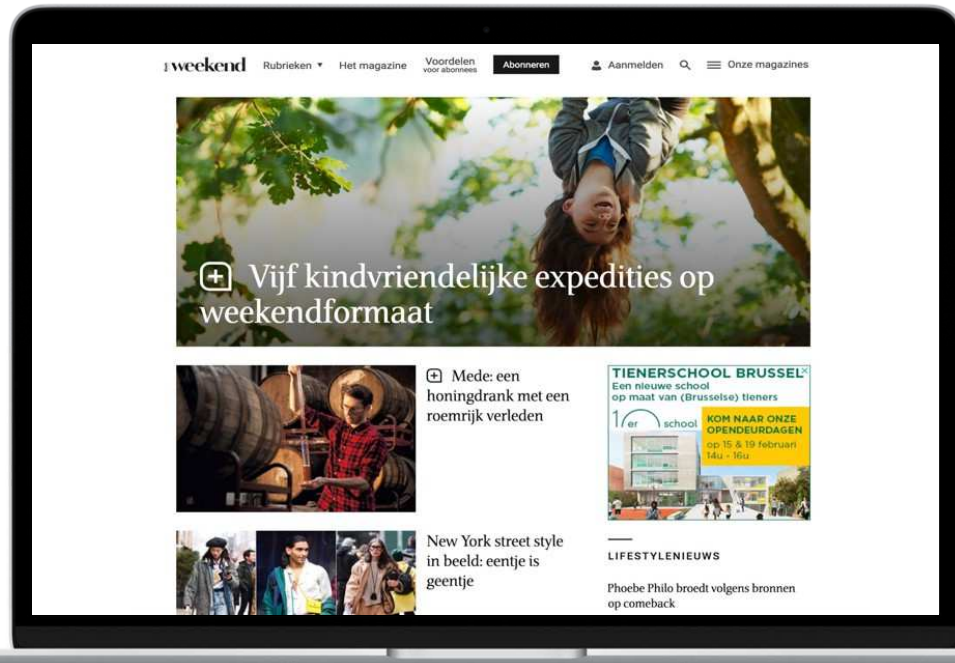 weekend
Rubrieken ▼
Het magazine
Voordelen
voor abonnees
Abonneren
Aanmelden
Onze magazines
Vijf kindvriendelijke expedities op
weekendformaat
Mede: een
honingdrank met een
roemrijk verleden
TIENERSCHOOL BRUSSEL
Een nieuwe school
op maat van (Brusselse) tieners
10er school
KOM NAAR ONZE
OPENDEURDAGEN
op 15 & 19 februari
14u - 16u
New York street style
in beeld: eentje is
geentje
LIFESTYLENIEUWS
Phoebe Philo broedt volgens bronnen
op comeback